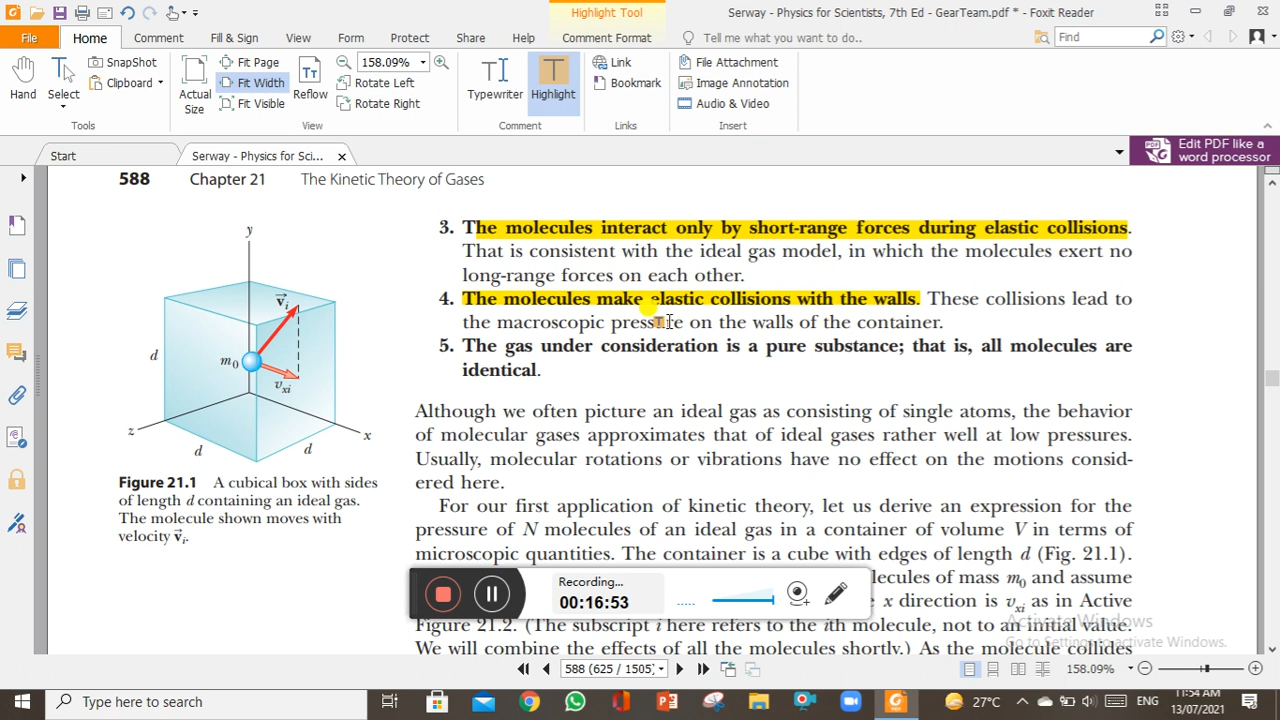 Highlight Tool
Serway - Physics for Scientists, 7th Ed - GearTeam.pdf * - Foxit Reader
File Home Comment Fill & Sign View Form Protect Share Help Comment Format Tell me what you want to do.. Find
Hand
Select
SnapShot
Clipboard
Tools
Actual Size
Fit Page
Fit Width
Fit Visible
Reflow
158.09%
Rotate Left
Rotate Right
View
Typewriter
Highlight
Comment
Link
Bookmark
Links
File Attachment
Image Annotation
Audio & Video
Insert
Start
Serway - Physics for Sci...
Edit PDF like a
word processor
588 Chapter 21 The Kinetic Theory of Gases
y
v i
d
m0
vxi
z
x
d
d
Figure 21.1 A cubical box with sides
of length d containing an ideal gas.
The molecule shown moves with
velocity v i.
3. The molecules interact only by short-range forces during elastic collisions.
That is consistent with the ideal gas model, in which the molecules exert no
long-range forces on each other.
4. The molecules make elastic collisions with the walls. These collisions lead to
the macroscopic pressure on the walls of the container.
5. The gas under consideration is a pure substance; that is, all molecules are
identical.
Although we often picture an ideal gas as consisting of single atoms, the behavior
of molecular gases approximates that of ideal gases rather well at low pressures.
Usually, molecular rotations or vibrations have no effect on the motions consid-
ered here.
For our first application of kinetic theory, let us derive an expression for the
pressure of N molecules of an ideal gas in a container of volume V in terms of
microscopic quantities. The container is a cube with edges of length d (Fig. 21.1).
of mass m0 and assume
x direction is vxi as in Active
Figure 21.2. (The subscript i here refers to the ith molecule, not to an initial value.
We will combine the effects of all the molecules shortly.) As the molecule collides
Recording...
00:16:53
Activate Windows
Go to Settings to activate Windows.
588 (625 / 1505)
158.09%
Type here to search
27°C
ENG
11:54 AM
13/07/2021